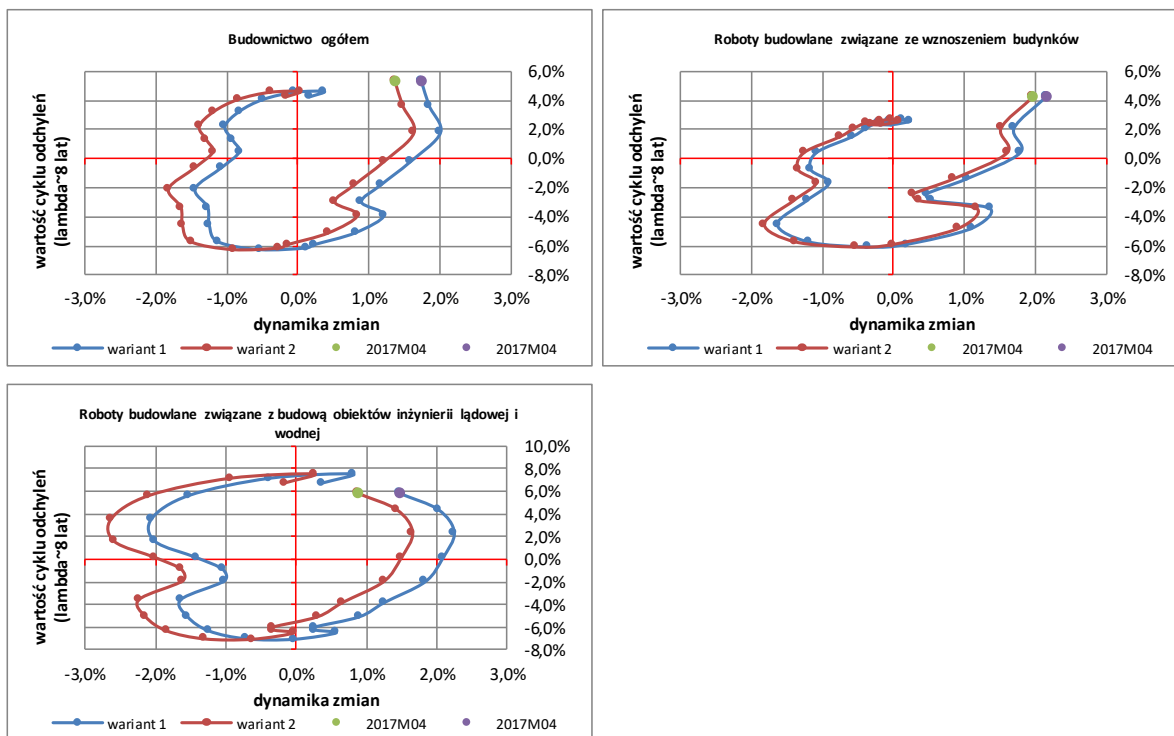 Budownictwo ogółem
6,0%
4,0%
2,0%
0,0%
-2,0%
-4,0%
-6,0%
-8,0%
-3,0% -2,0% -1,0% 0,0% 1,0% 2,0% 3,0%
wartość cyklu odchyleń
(lambda~8 lat)
dynamika zmian
wariant 1 wariant 2 2017M04 2017M04
Roboty budowlane związane ze wznoszeniem budynków
6,0%
4,0%
2,0%
0,0%
-2,0%
-4,0%
-6,0%
-8,0%
-3,0% -2,0% -1,0% 0,0% 1,0% 2,0% 3,0%
wartość cyklu odchyleń
(lambda~8 lat)
dynamika zmian
wariant 1 wariant 2 2017M04 2017M04
Roboty budowlane związane z budową obiektów inżynierii lądowej i
wodnej
10,0%
8,0%
6,0%
4,0%
2,0%
0,0%
-2,0%
-4,0%
-6,0%
-8,0%
-3,0% -2,0% -1,0% 0,0% 1,0% 2,0% 3,0%
wartość cyklu odchyleń
(lambda~8 lat)
dynamika zmian
wariant 1 wariant 2 2017M04 2017M04